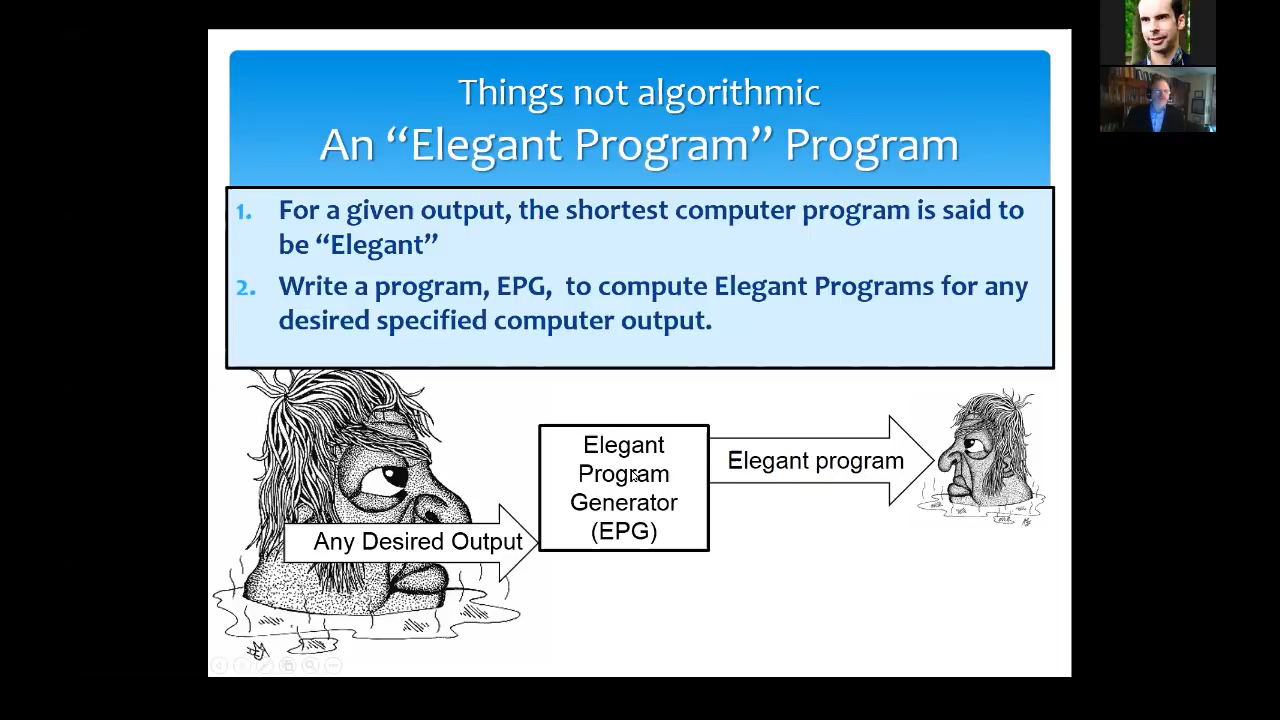 Things not algorithmic
An “Elegant Program” Program
1. For a given output, the shortest computer program is said to
be “Elegant”
2. Write a program, EPG, to compute Elegant Programs for any
desired specified computer output.
Elegant
Program
Generator
(EPG)
Elegant program
Any Desired Output